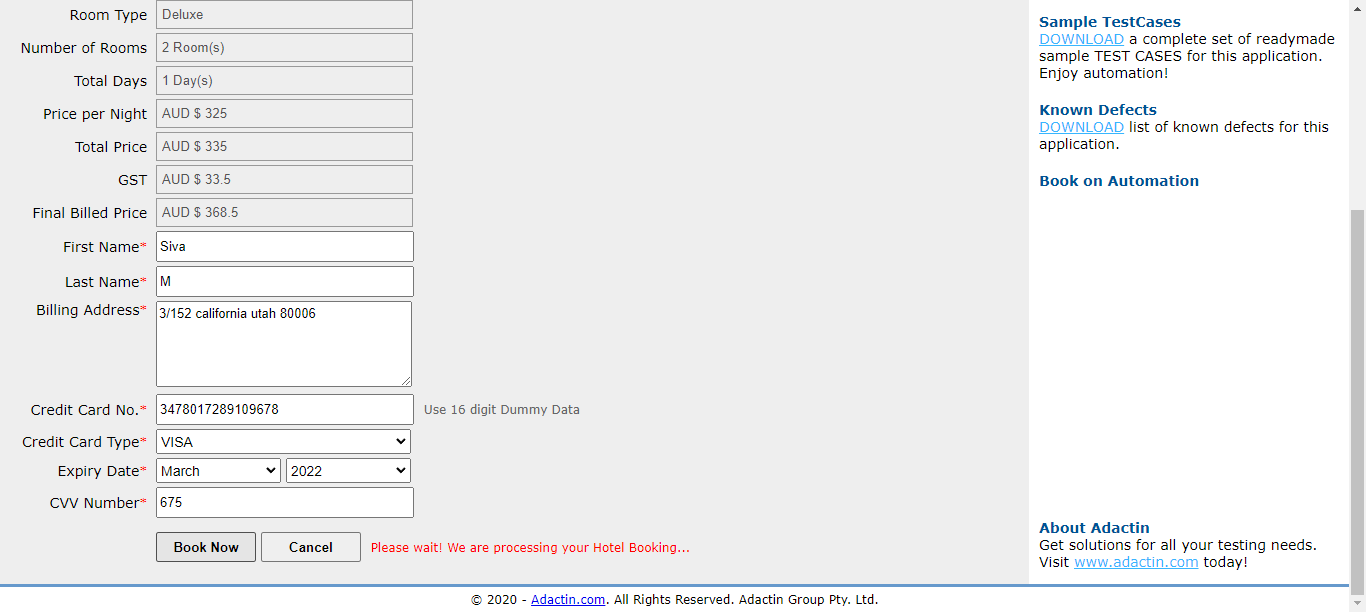 Room Type Deluxe
Number of Rooms 2 Room(s)
Total Days 1 Day(s)
Price per Night AUD $ 325
Total Price AUD $ 335
GST AUD $ 33.5
Final Billed Price AUD $ 368.5
First Name* Siva
Last Name* M
Billing Address* 3/152 california utah 80006
Credit Card No.* 3478017289109678 Use 16 digit Dummy Data
Credit Card Type* VISA
Expiry Date* March 2022
CVV Number* 675
Book Now Cancel Please wait! We are processing your Hotel Booking...
Sample TestCases
DOWNLOAD a complete set of readymade
sample TEST CASES for this application.
Enjoy automation!
Known Defects
DOWNLOAD list of known defects for this
application.
Book on Automation
About Adactin
Get solutions for all your testing needs.
Visit www.adactin.com today!
© 2020 - Adactin.com. All Rights Reserved. Adactin Group Pty. Ltd.